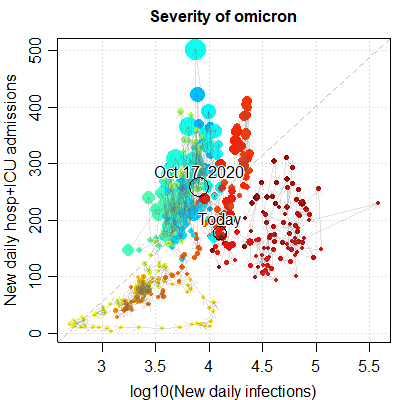 Severity of omicron
New daily hosp+ICU admissions
500
400
300
200
100
0
Oct 17, 2020
Today
3
3.5
4
4.5
5
5.5
log10(New daily infections)